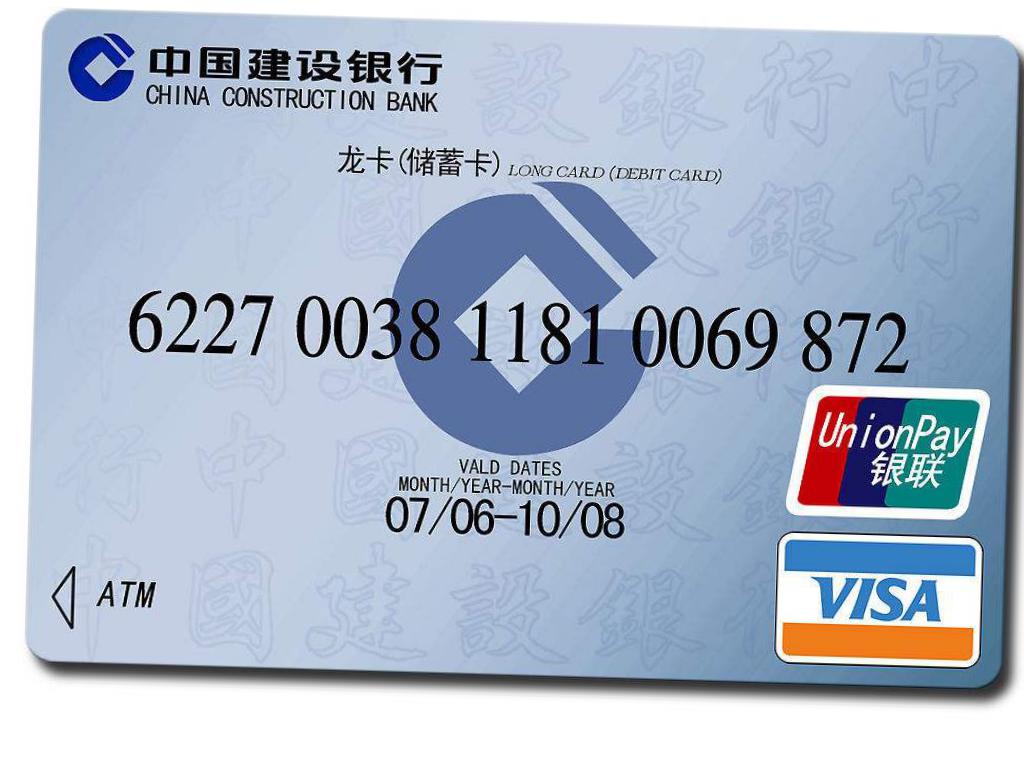 中国建设银行
CHINA CONSTRUCTION BANK
龙卡(储蓄卡) LONG CARD (DEBIT CARD)
6227 0038 1181 0069 872
UnionPay
银联
VALD DATES
MONTH/YEAR-MONTH/YEAR
07/06-10/08
ATM
VISA